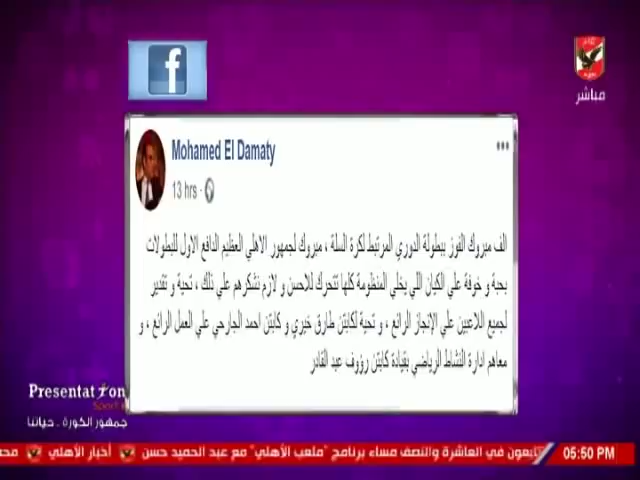 f
مباشر
Mohamed El Damaty
13 hrs ·
الف مبروك الفوز ببطولة الدوري المرتبط لكرة السلة ، مبروك لجمهور الاهلي العظيم الدافع الاول للبطولات
بحبة و خوفة علي الكيان اللي يخلي المنظومة كلها تتحرك للاحسن و لازم نشكرهم علي ذلك ، تحية و تقدير
لجميع اللاعبين علي الإنجاز الرائع ، و تحية لكابتن طارق خيري و كابتن احمد الجارحي علي العمل الرائع ، و
معاهم ادارة النشاط الرياضي بقيادة كابتن رؤوف عبد القادر
Presentation
Sports
جمهور الكورة .. حياتنا
تابعون في العاشرة والنصف مساء برنامج "ملعب الأهلي" مع عبد الحميد حسن
أخبار الأهلي
05:50 PM